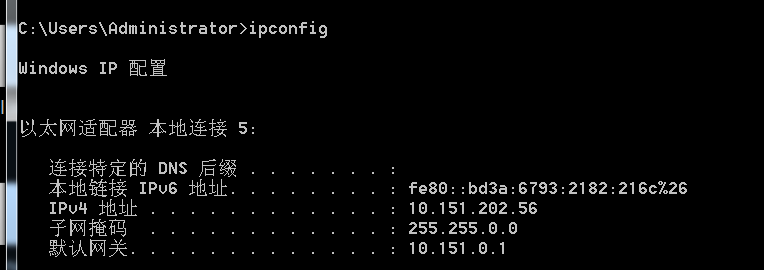 C:\Users\Administrator>ipconfig
Windows IP 配置
以太网适配器 本地连接 5:
连接特定的 DNS 后缀 . . . . . . . :
本地链接 IPv6 地址. . . . . . . . : fe80::bd3a:6793:2182:216c%26
IPv4 地址 . . . . . . . . . . . . : 10.151.202.56
子网掩码 . . . . . . . . . . . . : 255.255.0.0
默认网关. . . . . . . . . . . . . : 10.151.0.1